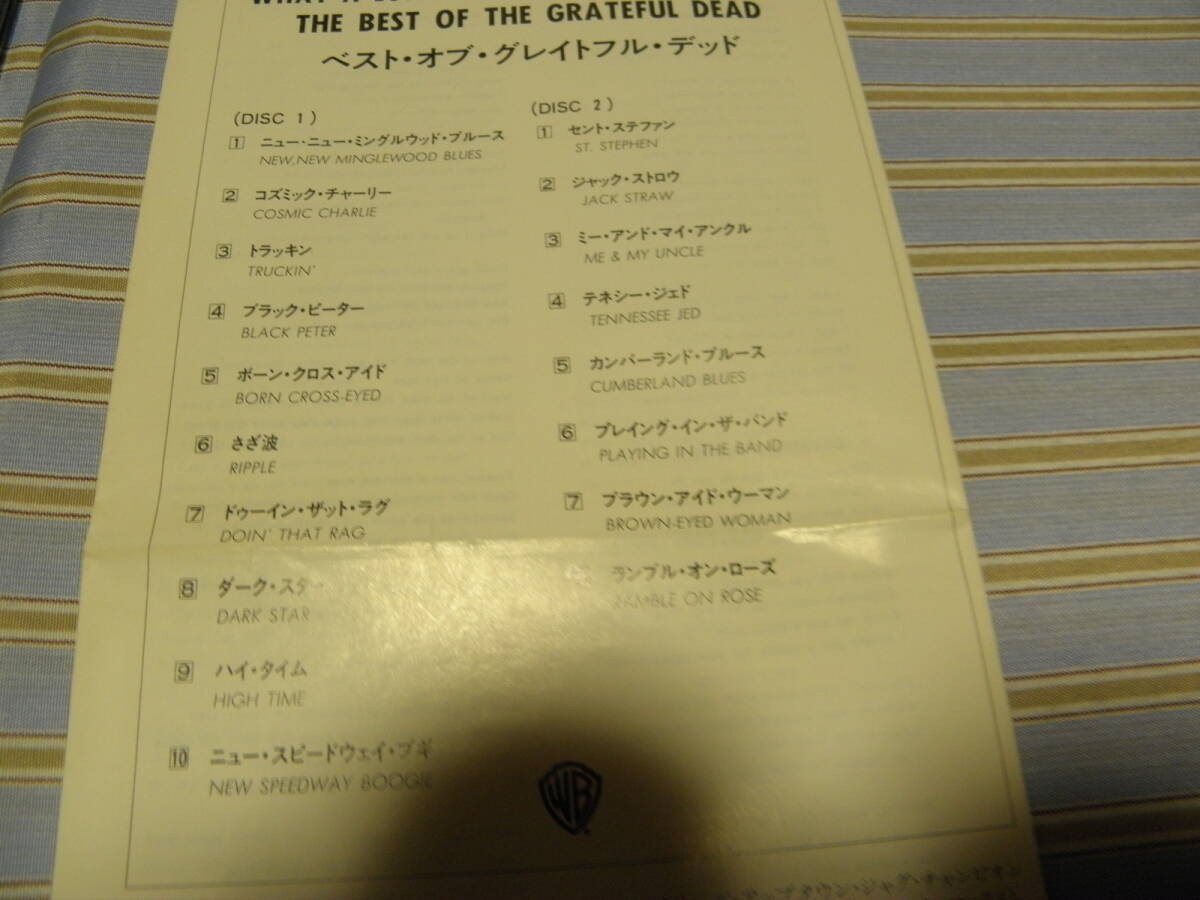 THE BEST OF THE GRATEFUL DEAD
ベスト・オブ・グレイトフル・デッド
(DISC 1)
1 ニュー・ニュー・ミングルウッド・ブルース
NEW, NEW MINGLEWOOD BLUES
2 コズミック・チャーリー
COSMIC CHARLIE
3 トラッキン
TRUCKIN'
4 ブラック・ピーター
BLACK PETER
5 ボーン・クロス・アイド
BORN CROSS-EYED
6 さざ波
RIPPLE
7 ドゥーイン・ザット・ラグ
DOIN' THAT RAG
8 ダーク・スター
DARK STAR
9 ハイ・タイム
HIGH TIME
10 ニュー・スピードウェイ・ブギ
NEW SPEEDWAY BOOGIE
(DISC 2)
1 セント・ステファン
ST. STEPHEN
2 ジャック・ストロウ
JACK STRAW
3 ミー・アンド・マイ・アンクル
ME & MY UNCLE
4 テネシー・ジェド
TENNESSEE JED
5 カンバーランド・ブルース
CUMBERLAND BLUES
6 プレイング・イン・ザ・バンド
PLAYING IN THE BAND
7 ブラウン・アイド・ウーマン
BROWN-EYED WOMAN
ランブル・オン・ローズ
RAMBLE ON ROSE
WB